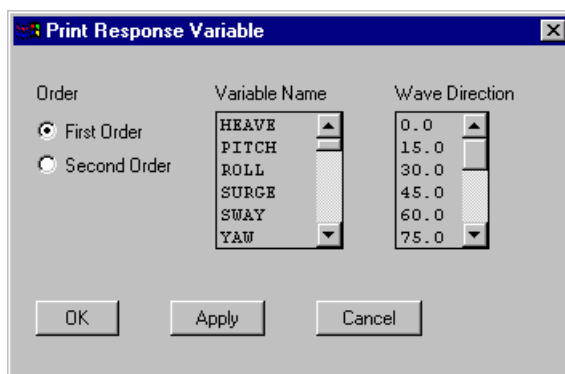 Print Response Variable
Order
First Order
Second Order
Variable Name
HEAVE
PITCH
ROLL
SURGE
SWAY
YAW
Wave Direction
0.0
15.0
30.0
45.0
60.0
75.0
OK
Apply
Cancel